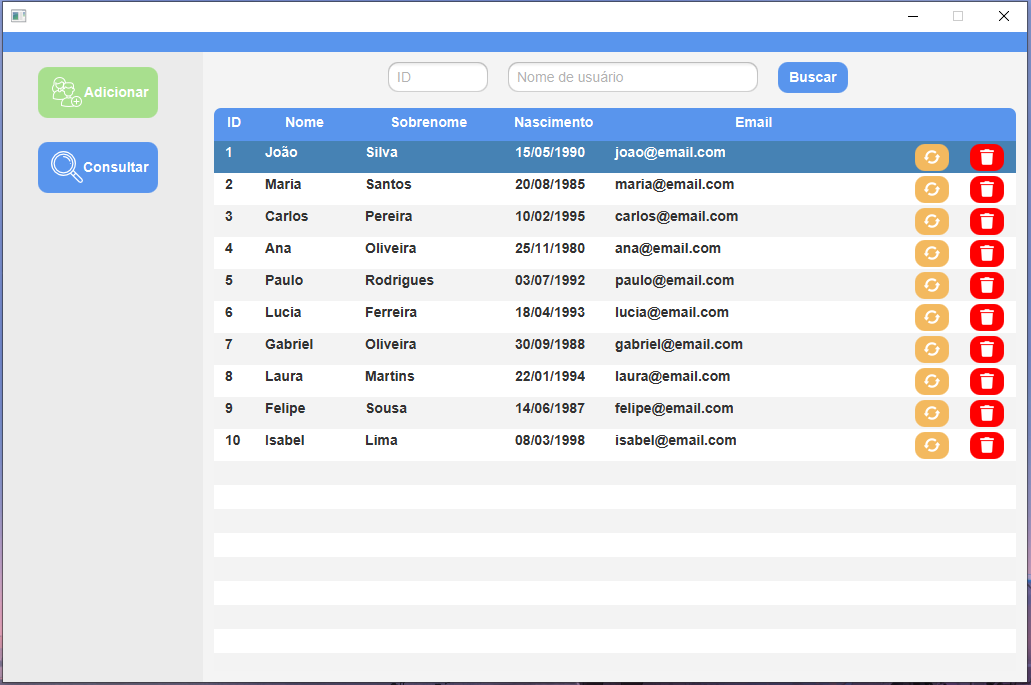 ID Nome de usuário Buscar
Adicionar
Consultar
ID Nome Sobrenome Nascimento Email
1 João Silva 15/05/1990 joao@email.com
2 Maria Santos 20/08/1985 maria@email.com
3 Carlos Pereira 10/02/1995 carlos@email.com
4 Ana Oliveira 25/11/1980 ana@email.com
5 Paulo Rodrigues 03/07/1992 paulo@email.com
6 Lucia Ferreira 18/04/1993 lucia@email.com
7 Gabriel Oliveira 30/09/1988 gabriel@email.com
8 Laura Martins 22/01/1994 laura@email.com
9 Felipe Sousa 14/06/1987 felipe@email.com
10 Isabel Lima 08/03/1998 isabel@email.com